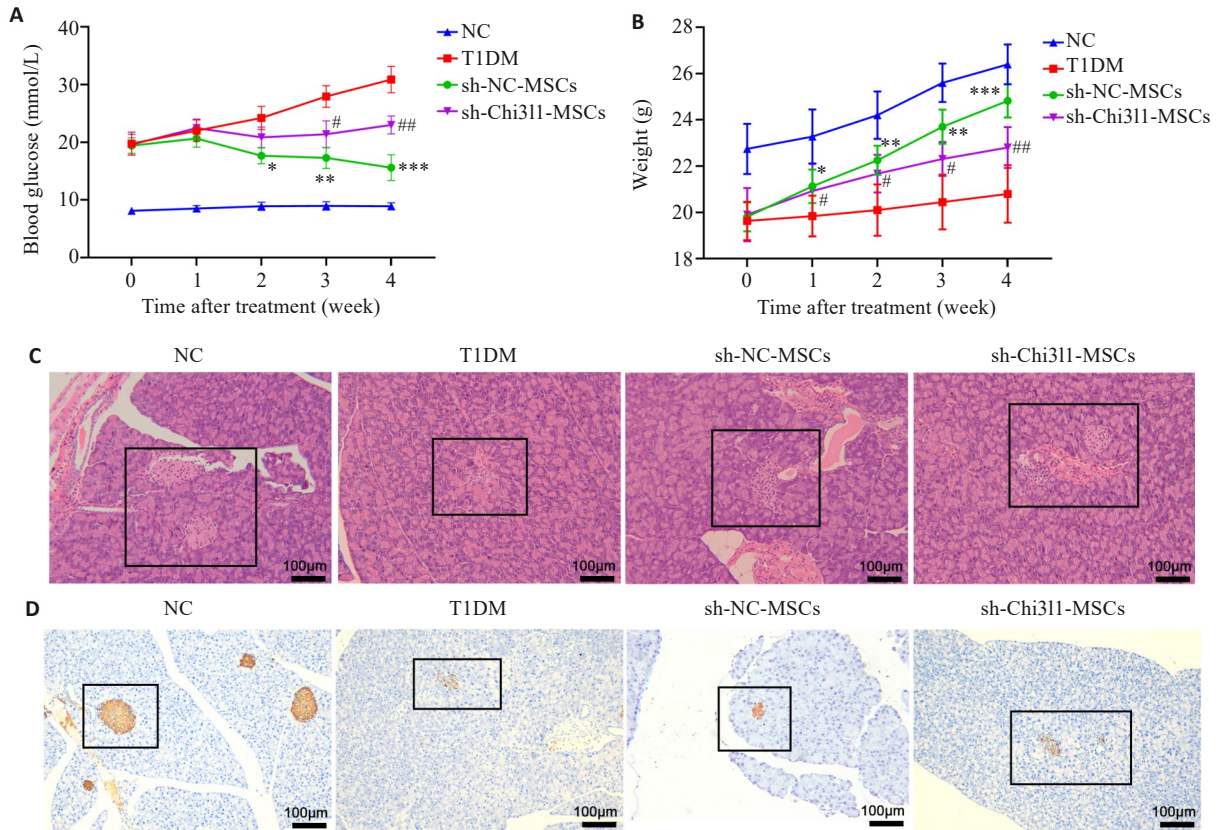 A
Blood glucose (mmol/L)
40
30
20
10
0
0 1 2 3 4
Time after treatment (week)
NC
T1DM
sh-NC-MSCs
sh-Chi3l1-MSCs
#
##
*
**
***
B
Weight (g)
28
26
24
22
20
18
0 1 2 3 4
Time after treatment (week)
NC
T1DM
sh-NC-MSCs
sh-Chi3l1-MSCs
***
**
**
*
##
#
#
#
C
NC T1DM sh-NC-MSCs sh-Chi3l1-MSCs
100μm 100μm 100μm 100μm
D
NC T1DM sh-NC-MSCs sh-Chi3l1-MSCs
100μm 100μm 100μm 100μm